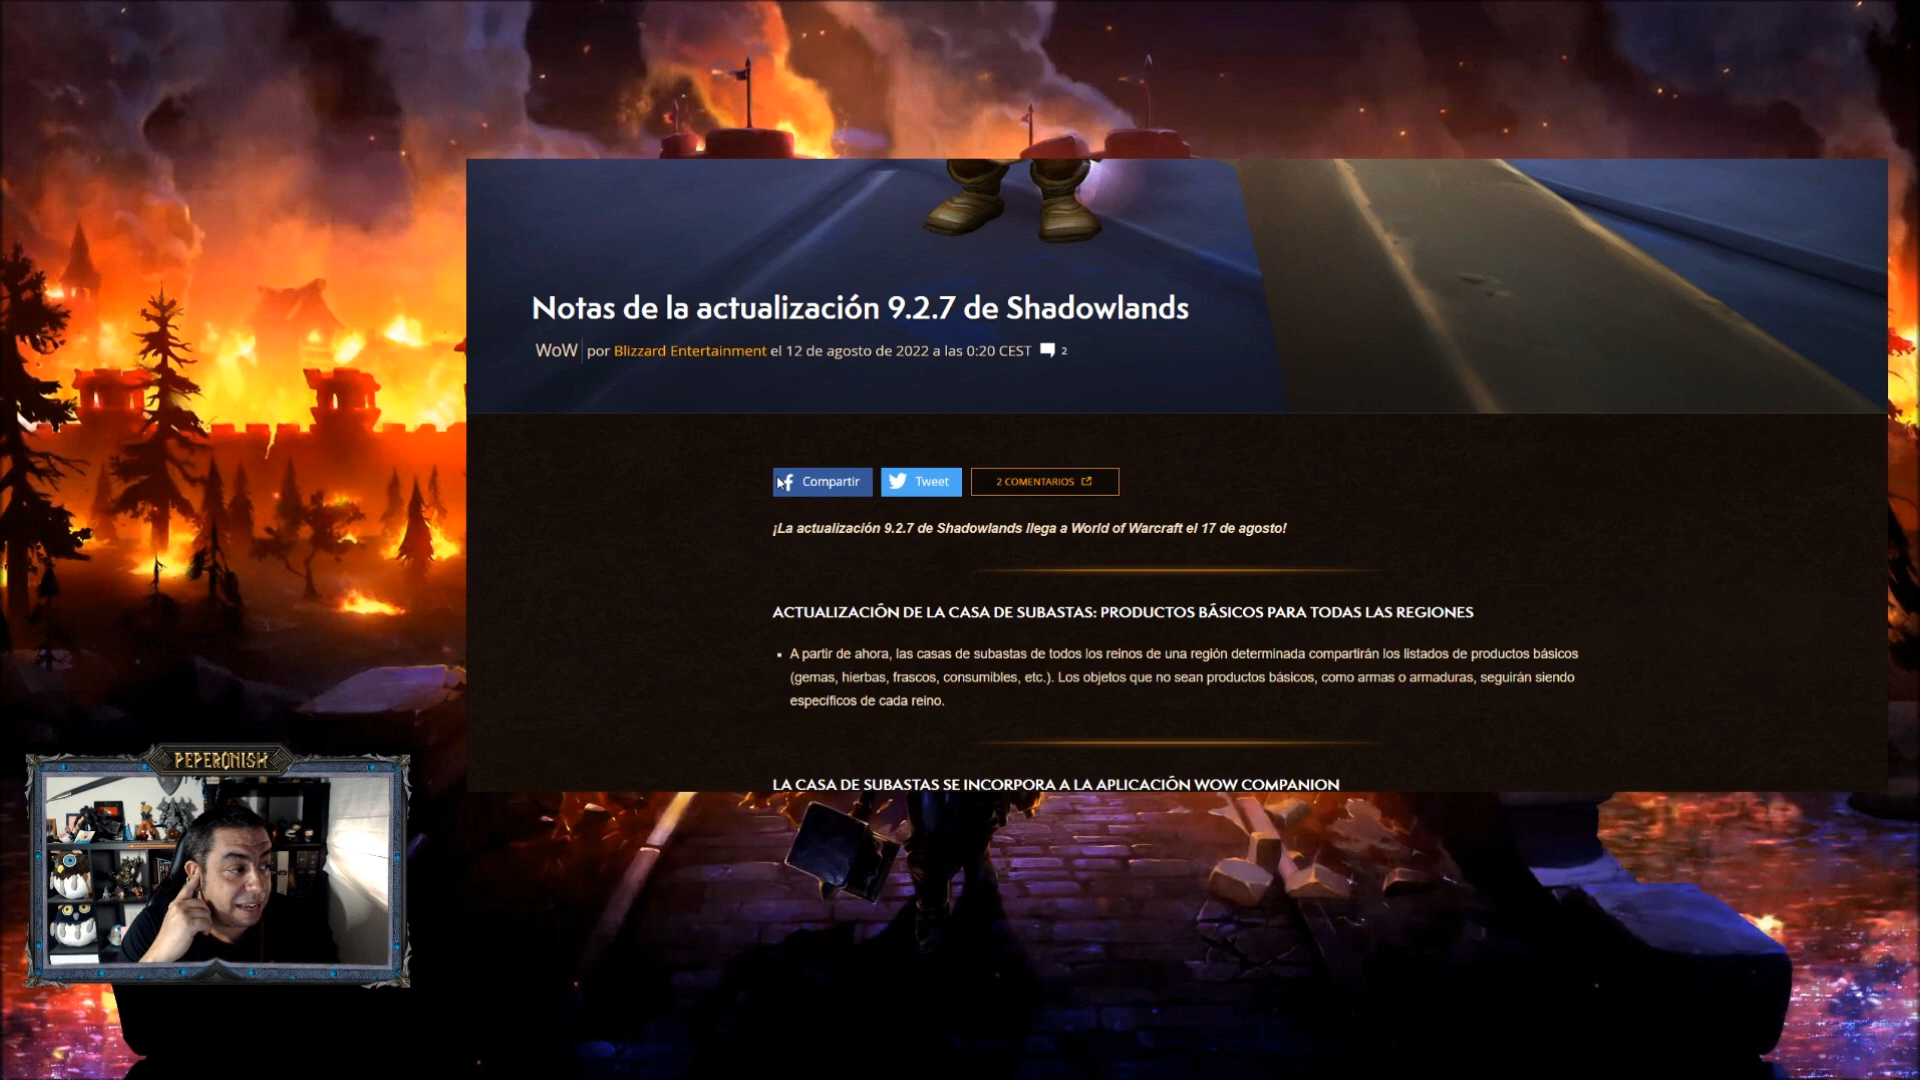 Notas de la actualización 9.2.7 de Shadowlands
WoW por Blizzard Entertainment el 12 de agosto de 2022 a las 0:20 CEST 2
Compartir Tweet 2 COMENTARIOS
¡La actualización 9.2.7 de Shadowlands llega a World of Warcraft el 17 de agosto!
ACTUALIZACIÓN DE LA CASA DE SUBASTAS: PRODUCTOS BÁSICOS PARA TODAS LAS REGIONES
A partir de ahora, las casas de subastas de todos los reinos de una región determinada compartirán los listados de productos básicos
(gemas, hierbas, frascos, consumibles, etc.). Los objetos que no sean productos básicos, como armas o armaduras, seguirán siendo
específicos de cada reino.
LA CASA DE SUBASTAS SE INCORPORA A LA APLICACIÓN WOW COMPANION
PEPERONISH